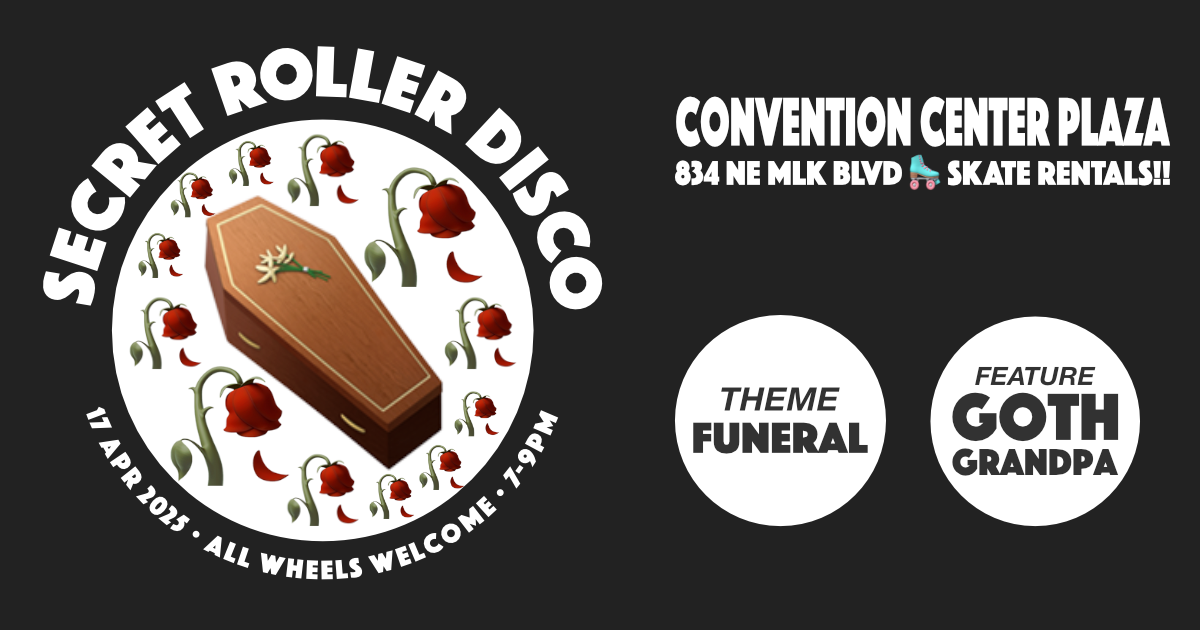 SECRET ROLLER DISCO
17 APR 2025 • ALL WHEELS WELCOME • 7-9PM
CONVENTION CENTER PLAZA
834 NE MLK BLVD 🛼 SKATE RENTALS!!
THEME
FUNERAL
FEATURE
GOTH
GRANDPA